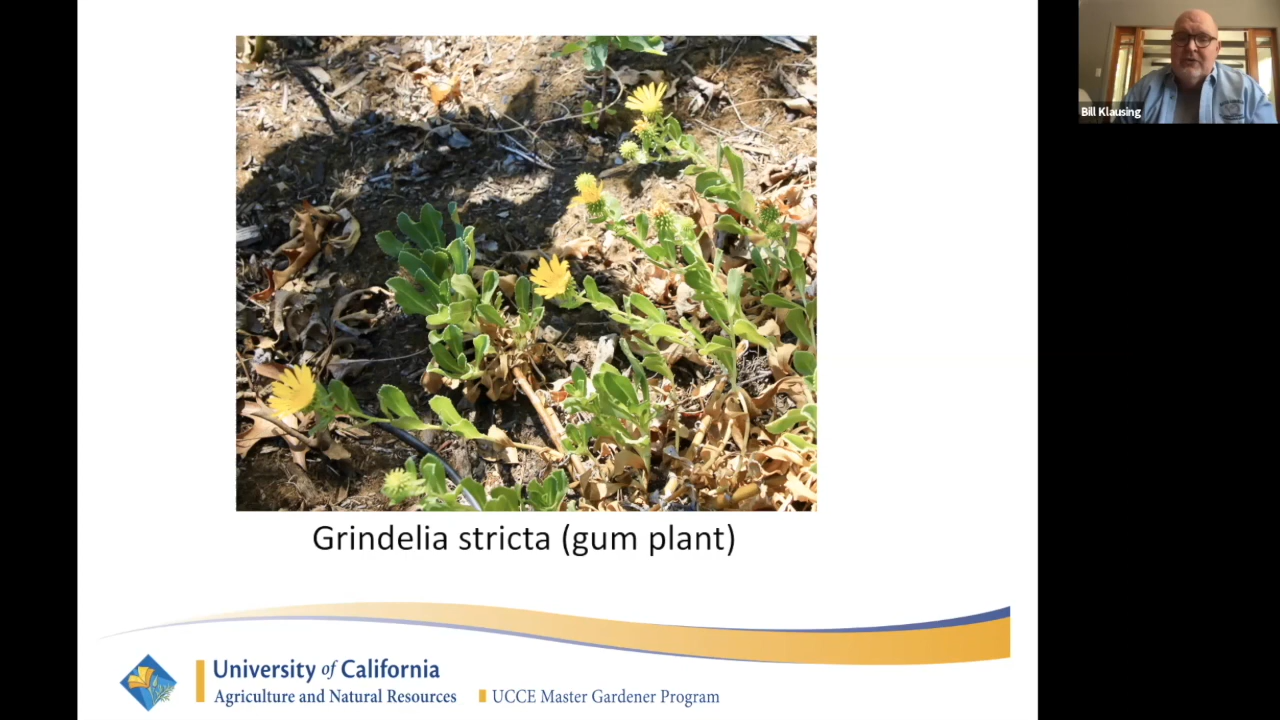 Bill Klausing
Grindelia stricta (gum plant)
University of California
Agriculture and Natural Resources
UCCE Master Gardener Program